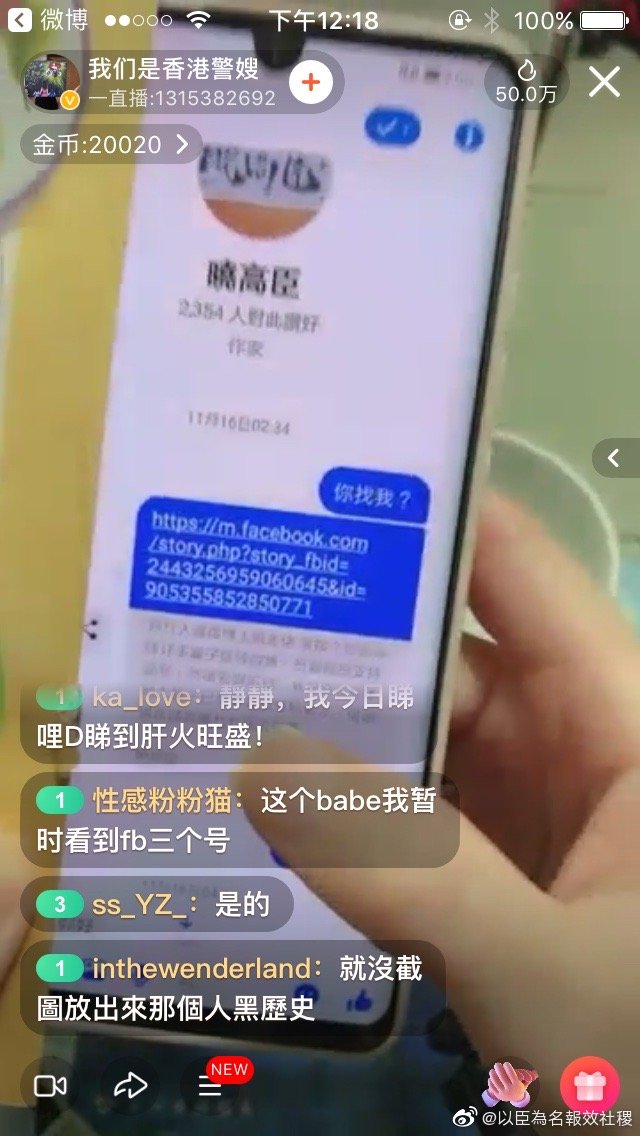 微博
下午12:18
100%
我们是香港警嫂
一直播:1315382692
50.0万
金币:20020
曉高臣
2,354 人對此讚好
作家
11月16日02:34
你找我？
https://m.facebook.com
/story.php?story_fbid=
2443256959060645&id=
905355852850771
1 ka_love：靜靜，我今日睇
哩D睇到肝火旺盛！
1 性感粉粉猫：这个babe我暂
时看到fb三个号
3 ss_YZ_：是的
1 inthewenderland：就沒截
圖放出來那個人黑歷史
NEW
@以臣為名報效社稷